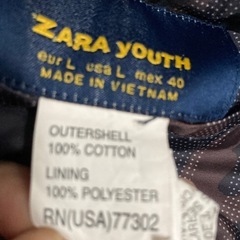 ZARA YOUTH
eur L usa L mex 40
MADE IN VIETNAM
OUTERSHELL
100% COTTON
LINING
100% POLYESTER
RN(USA)77302